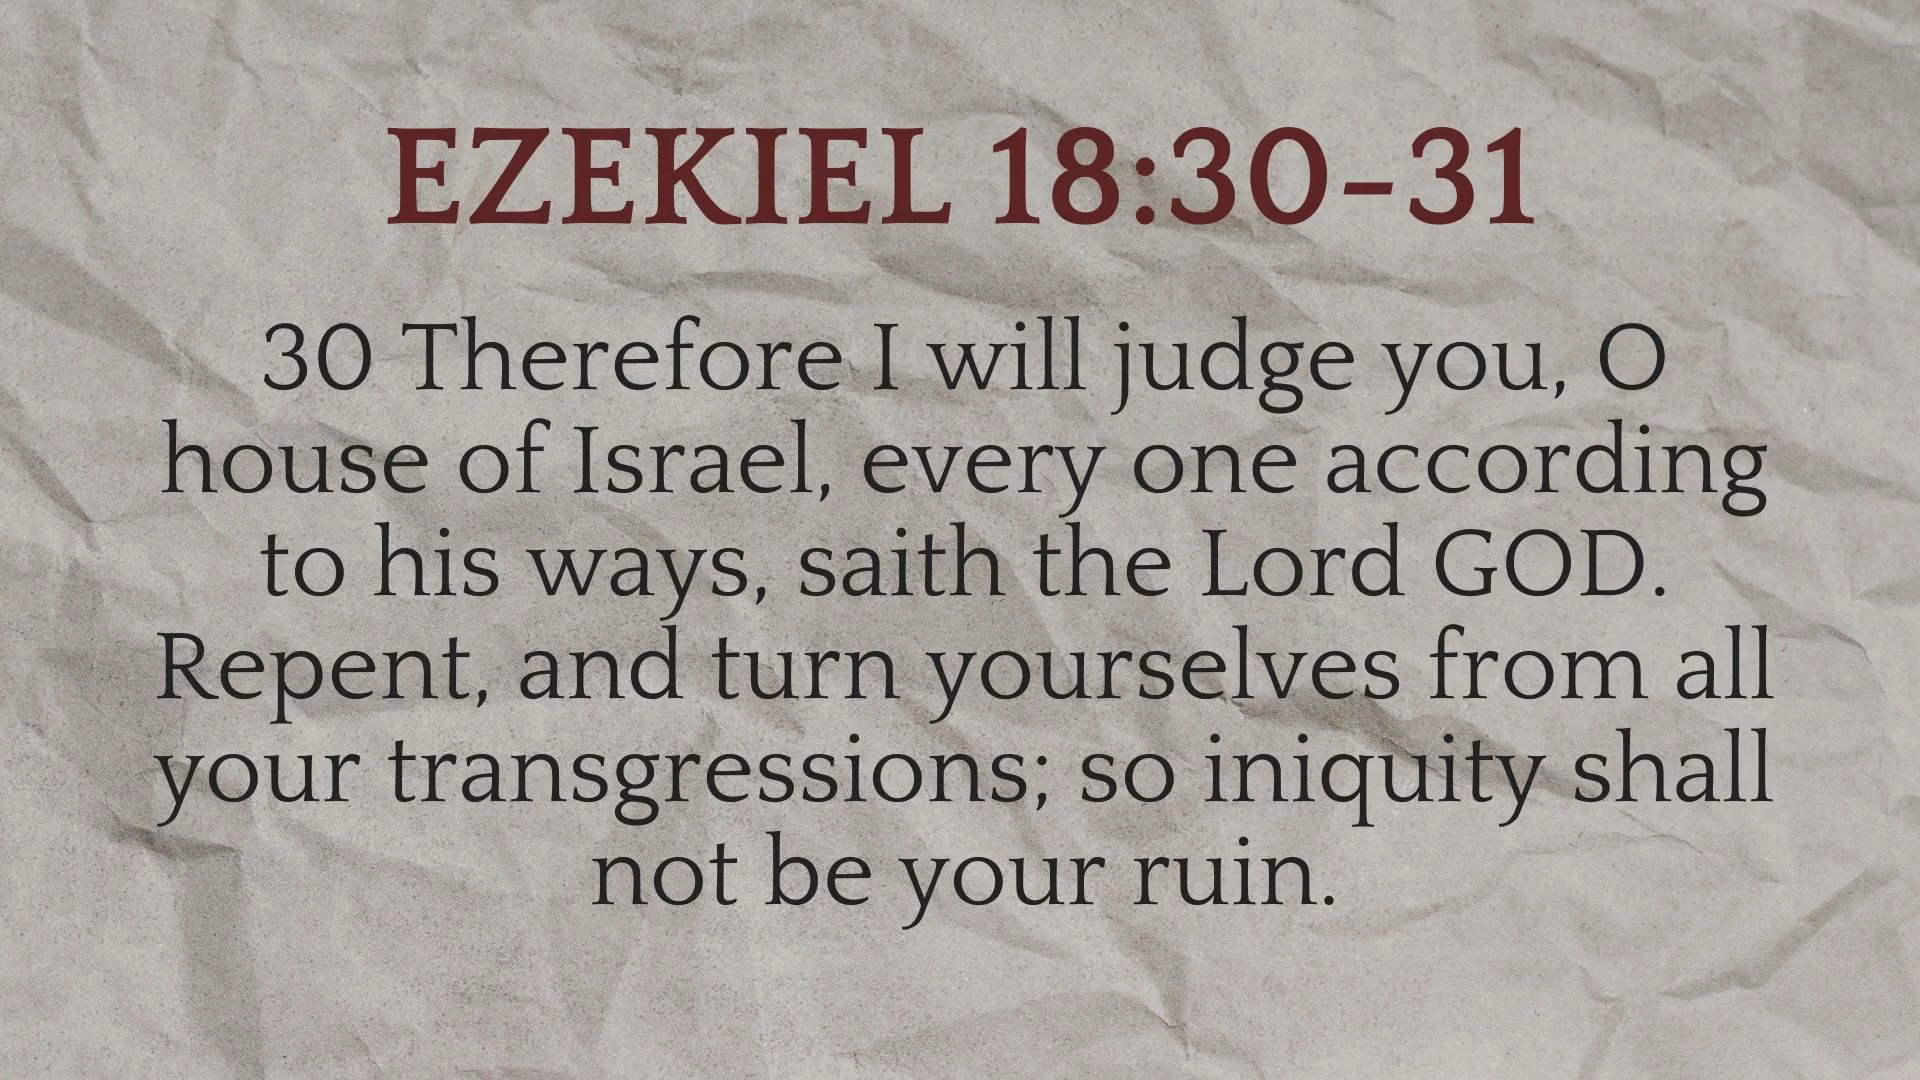 EZEKIEL 18:30-31
30 Therefore I will judge you, O
house of Israel, every one according
to his ways, saith the Lord GOD.
Repent, and turn yourselves from all
your transgressions; so iniquity shall
not be your ruin.